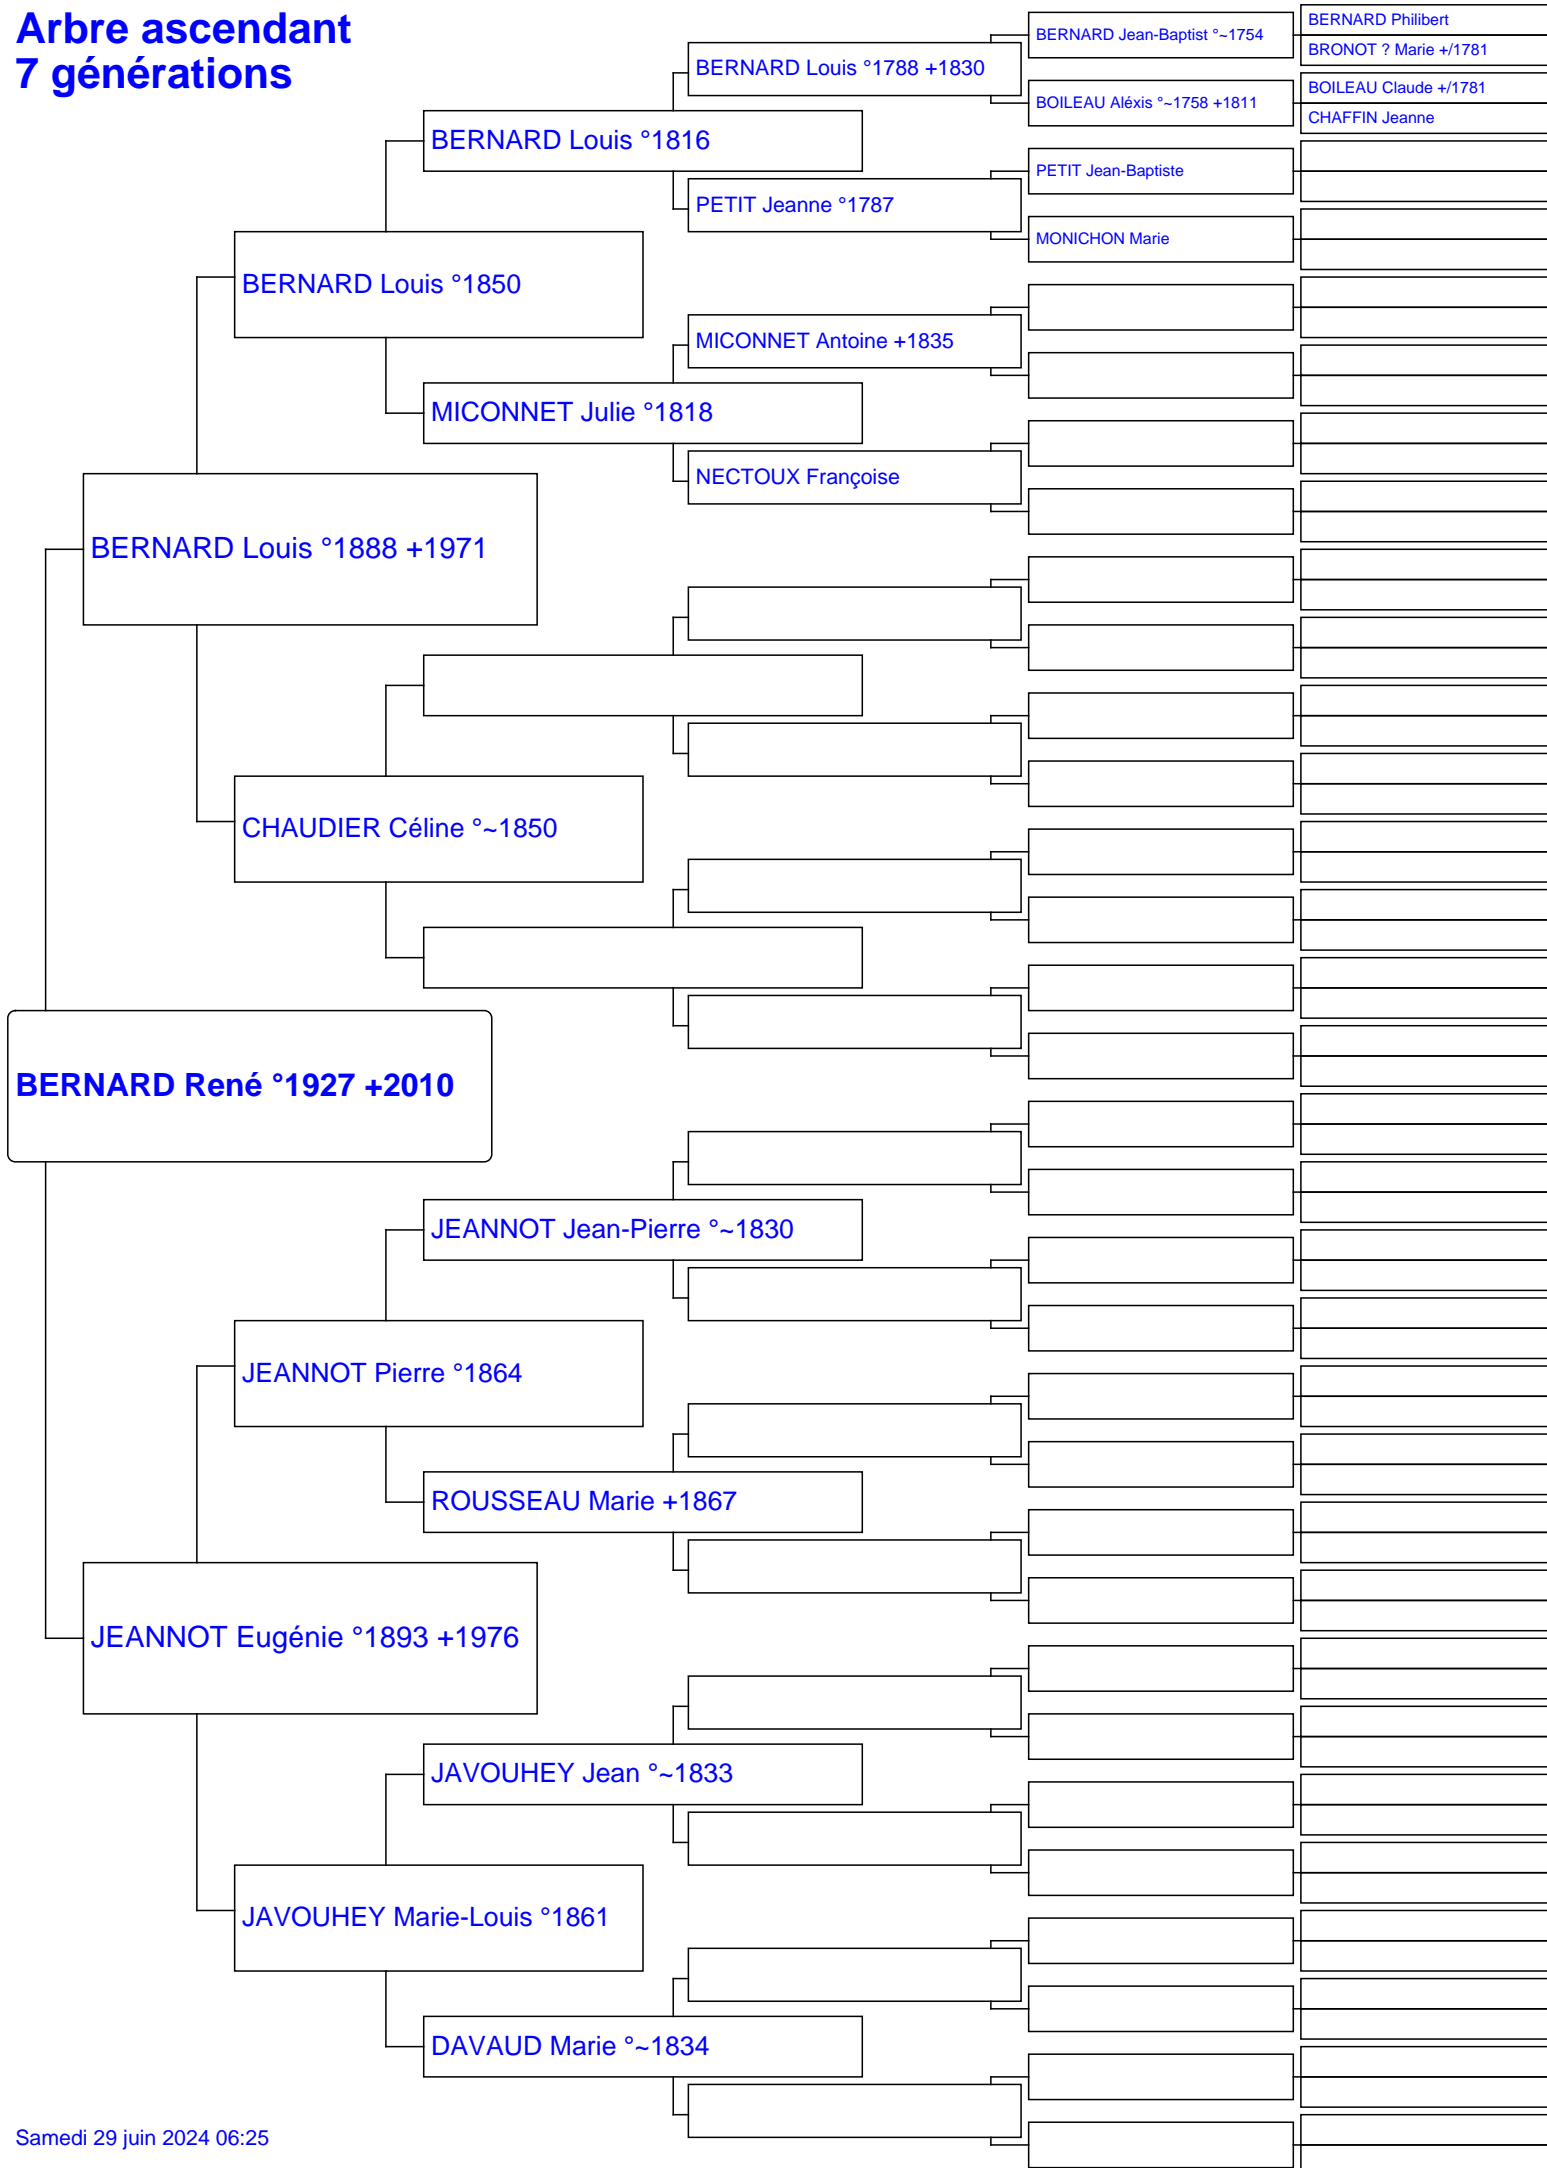 Arbre ascendant
7 générations
BERNARD Philibert
BERNARD Jean-Baptist °~1754
BRONOT ? Marie +/1781
BERNARD Louis °1788 +1830
BOILEAU Claude +/1781
BOILEAU Aléxis °~1758 +1811
CHAFFIN Jeanne
BERNARD Louis °1816
PETIT Jean-Baptiste
PETIT Jeanne °1787
MONICHON Marie
BERNARD Louis °1850
MICONNET Antoine +1835
MICONNET Julie °1818
NECTOUX Françoise
BERNARD Louis °1888 +1971
CHAUDIER Céline °~1850
BERNARD René °1927 +2010
JEANNOT Jean-Pierre °~1830
JEANNOT Pierre °1864
ROUSSEAU Marie +1867
JEANNOT Eugénie °1893 +1976
JAVOUHEY Jean °~1833
JAVOUHEY Marie-Louis °1861
DAVAUD Marie °~1834
Samedi 29 juin 2024 06:25